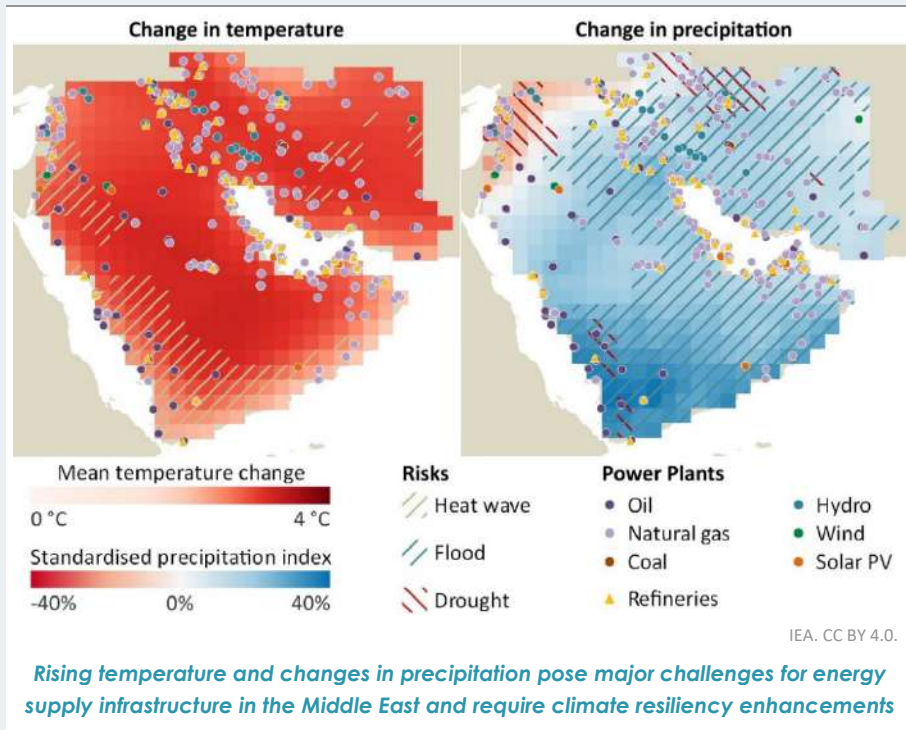 Change in temperature
Change in precipitation
Mean temperature change
0 °C
4 °C
Standardised precipitation index
-40%
0%
40%
Risks
Heat wave
Flood
Drought
Power Plants
Oil
Natural gas
Coal
Refineries
Hydro
Wind
Solar PV
IEA. CC BY 4.0.
Rising temperature and changes in precipitation pose major challenges for energy
supply infrastructure in the Middle East and require climate resiliency enhancements